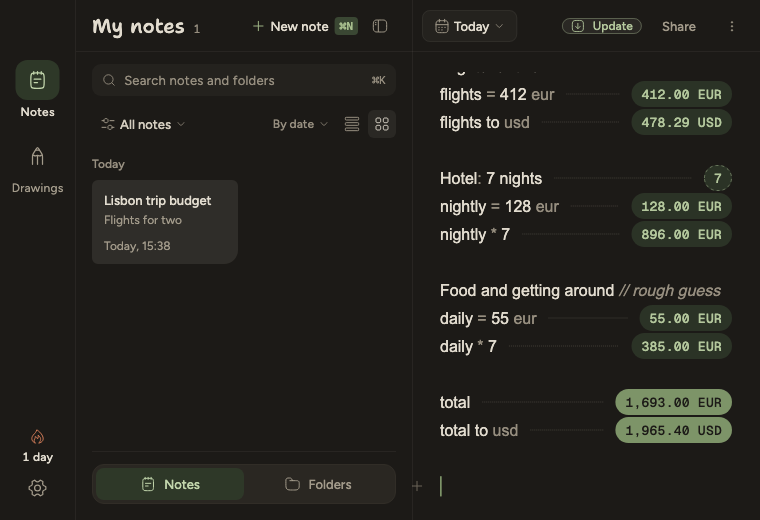 My notes 1
+ New note ⌘N
Search notes and folders ⌘K
All notes
By date
Today
Lisbon trip budget
Flights for two
Today, 15:38
Notes
Drawings
1 day
Notes
Folders
Today
Update
Share
flights = 412 eur 412.00 EUR
flights to usd 478.29 USD
Hotel: 7 nights 7
nightly = 128 eur 128.00 EUR
nightly * 7 896.00 EUR
Food and getting around // rough guess
daily = 55 eur 55.00 EUR
daily * 7 385.00 EUR
total 1,693.00 EUR
total to usd 1,965.40 USD
+